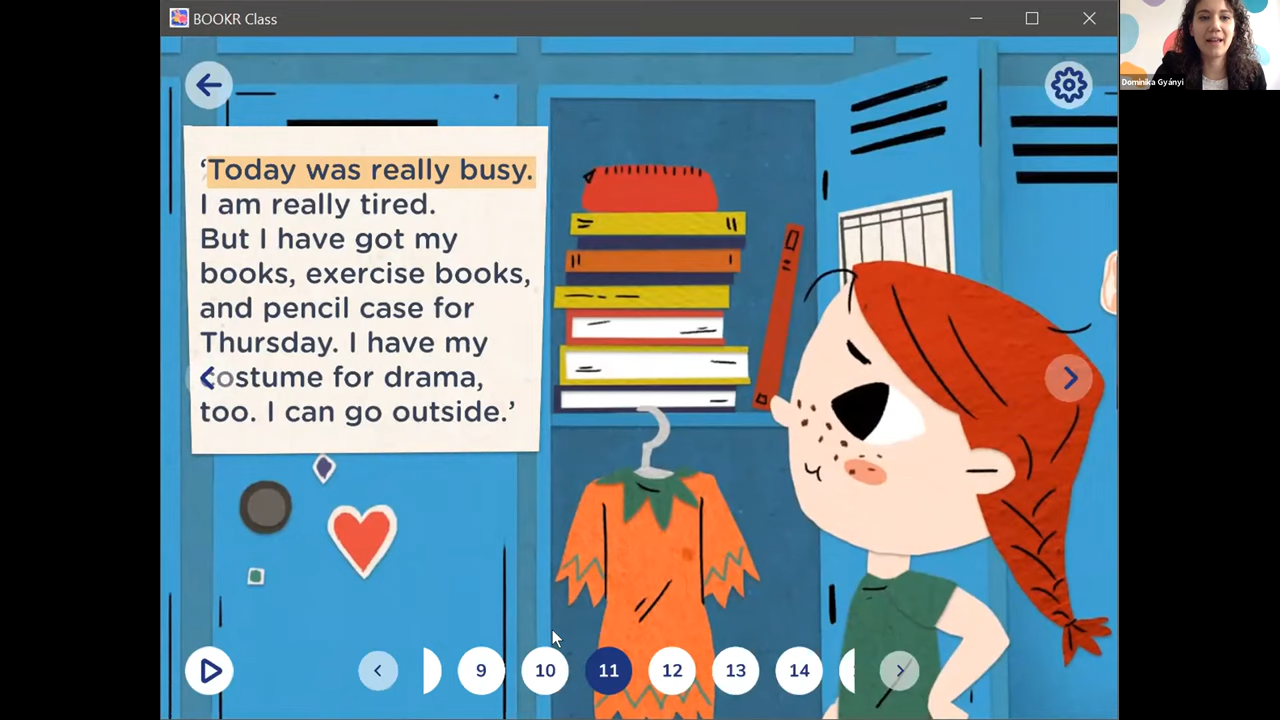 BOOKR Class
Dominika Gyányi
‘Today was really busy.
I am really tired.
But I have got my
books, exercise books,
and pencil case for
Thursday. I have my
costume for drama,
too. I can go outside.’
9 10 11 12 13 14